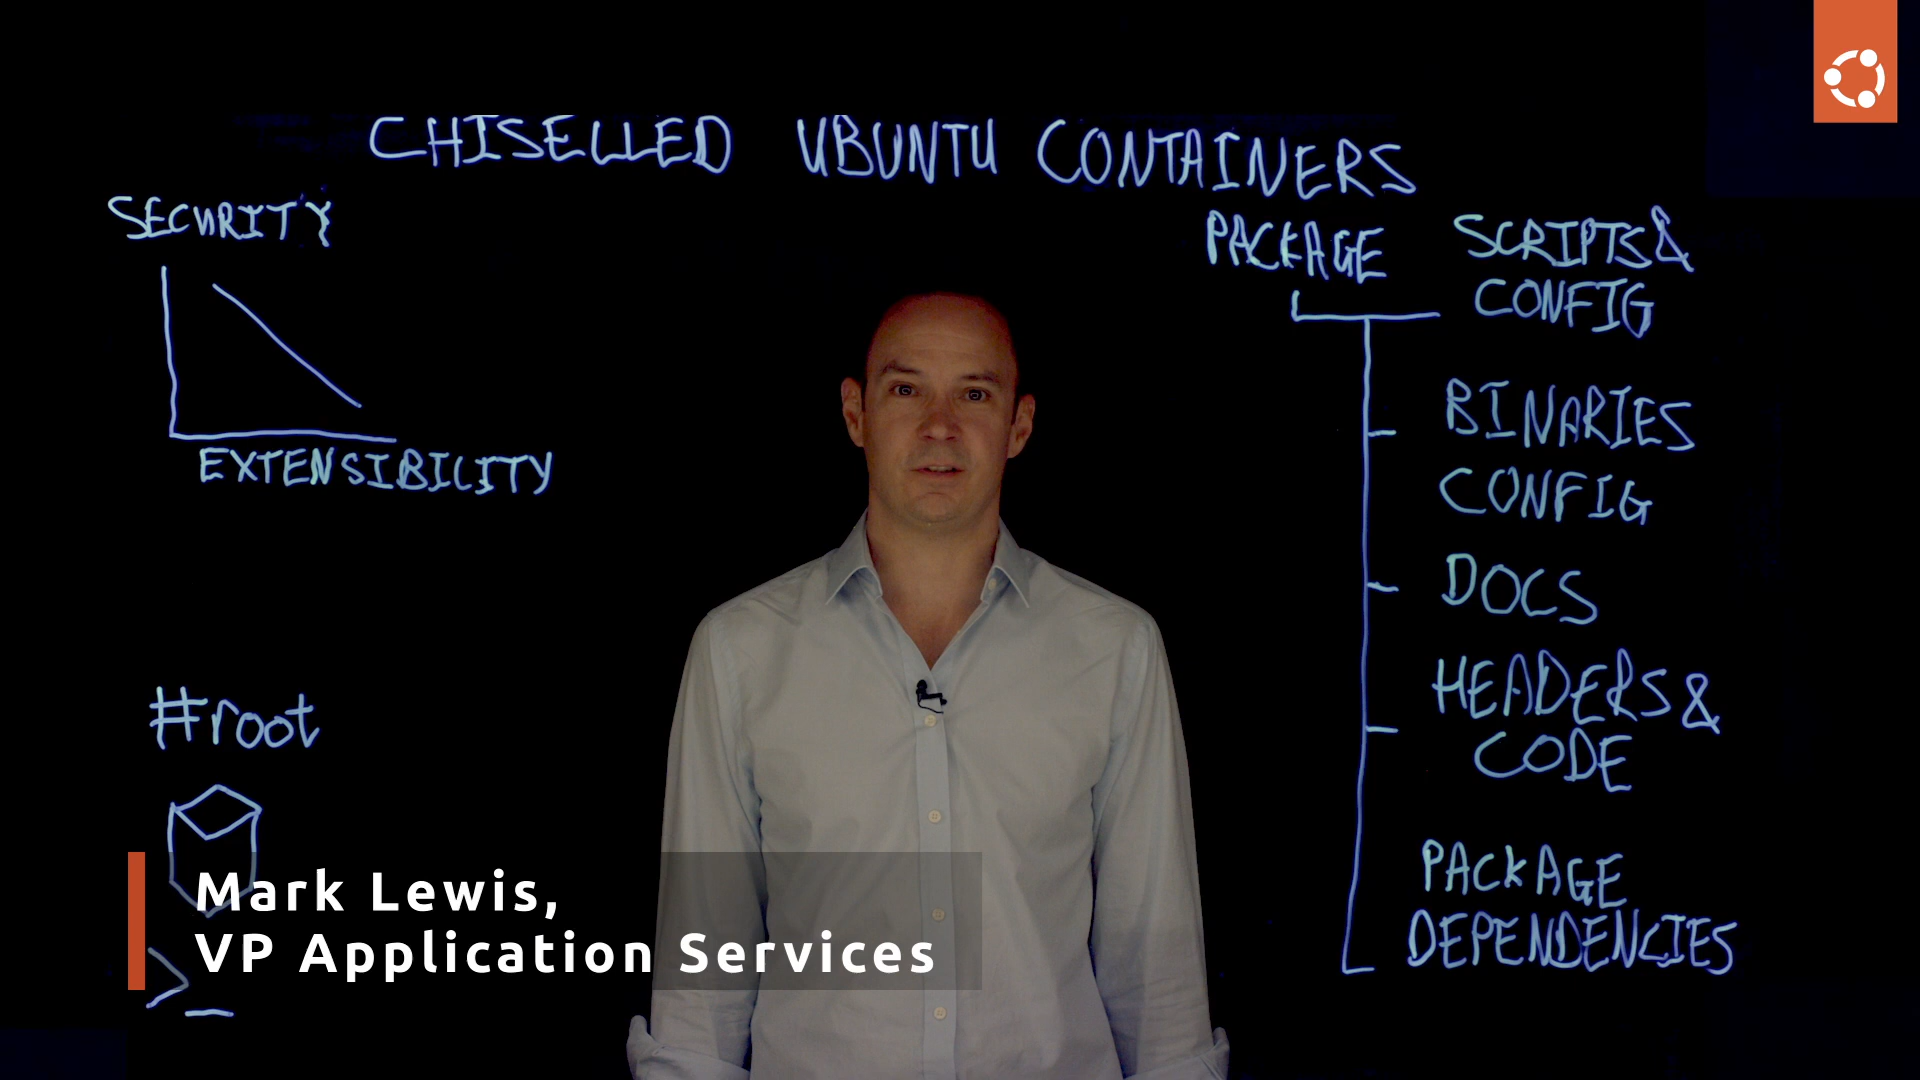 CHISELLED UBUNTU CONTAINERS
SECURITY
EXTENSIBILITY
#root
>_
PACKAGE
SCRIPTS &
CONFIG
BINARIES
CONFIG
DOCS
HEADERS &
CODE
PACKAGE
DEPENDENCIES
Mark Lewis,
VP Application Services